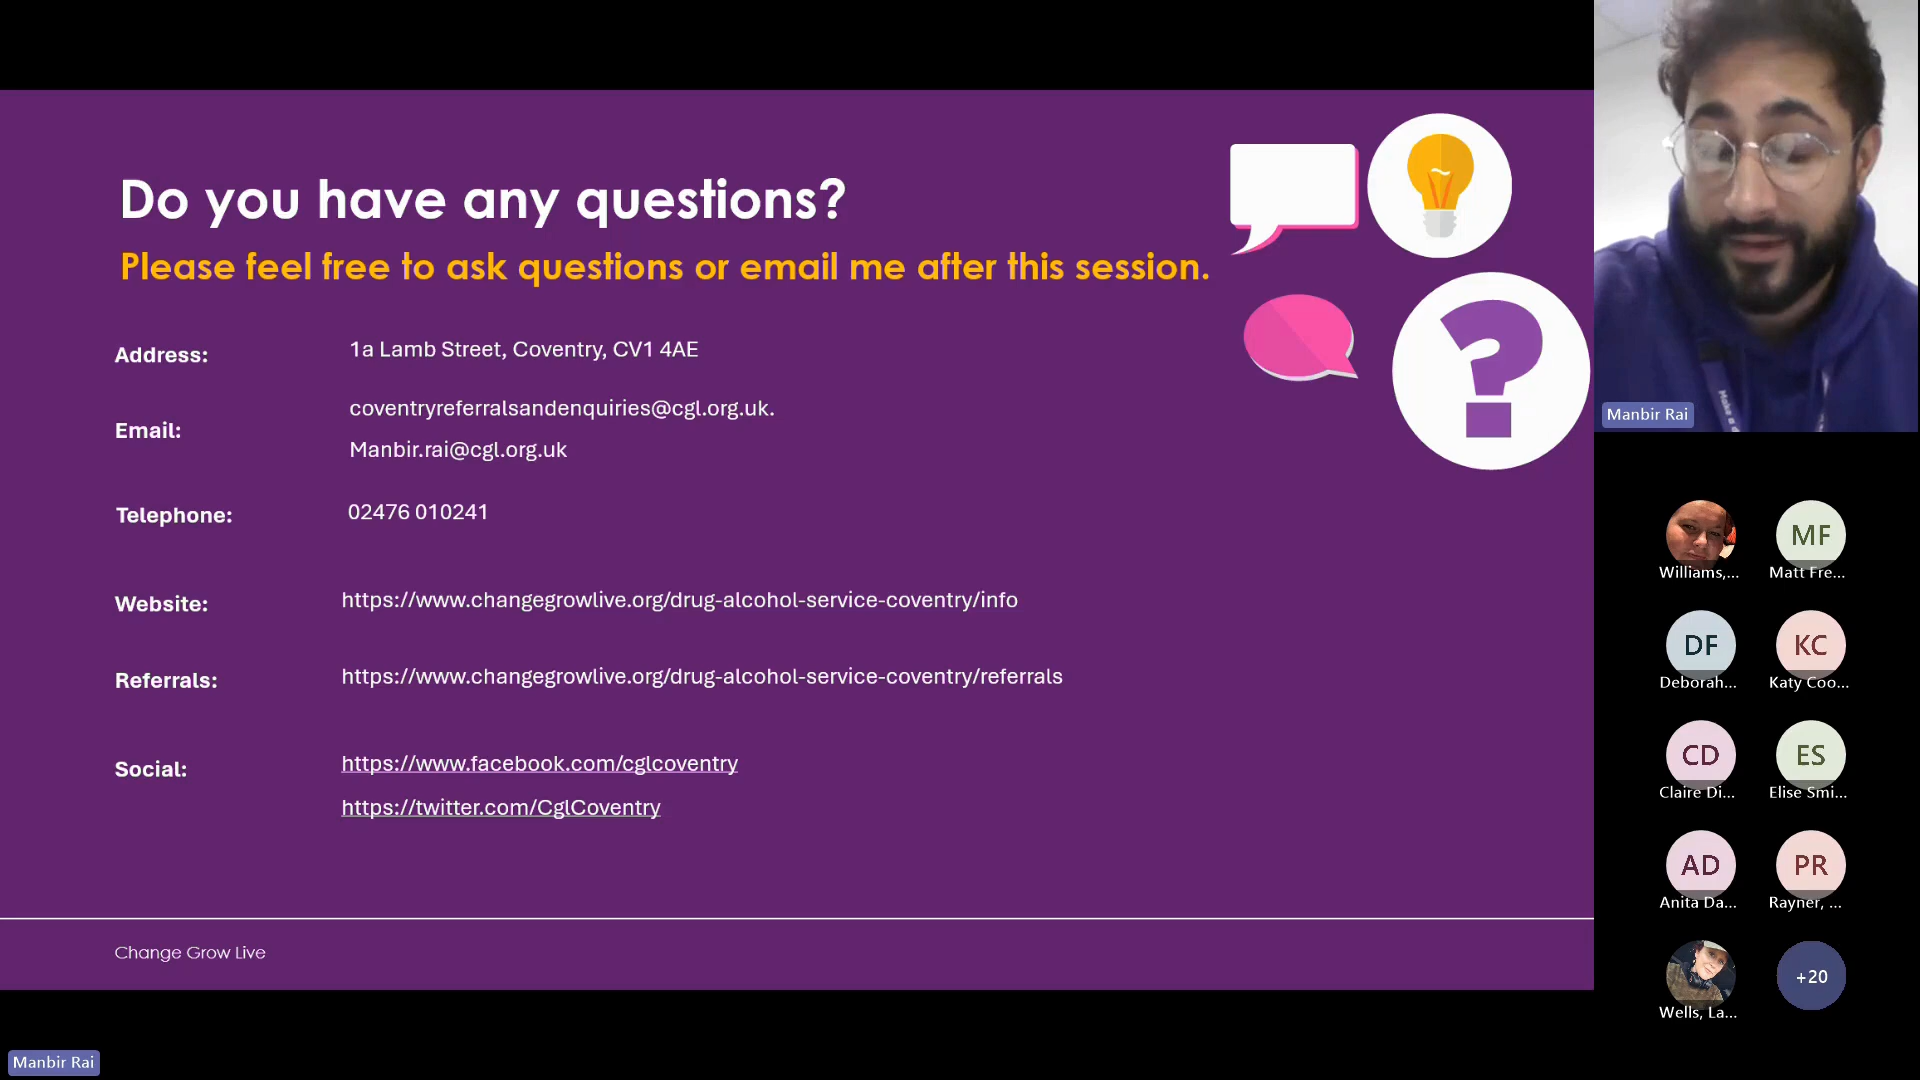 Do you have any questions?
Please feel free to ask questions or email me after this session.
Address: 1a Lamb Street, Coventry, CV1 4AE
Email: coventryreferralsandenquiries@cgl.org.uk.
Manbir.rai@cgl.org.uk
Telephone: 02476 010241
Website: https://www.changegrowlive.org/drug-alcohol-service-coventry/info
Referrals: https://www.changegrowlive.org/drug-alcohol-service-coventry/referrals
Social: https://www.facebook.com/cglcoventry
https://twitter.com/CglCoventry
Change Grow Live
Manbir Rai
Manbir Rai
MF
Williams,... Matt Fre...
DF KC
Deborah... Katy Coo...
CD ES
Claire Di... Elise Smi...
AD PR
Anita Da... Rayner, ...
+20
Wells, La...